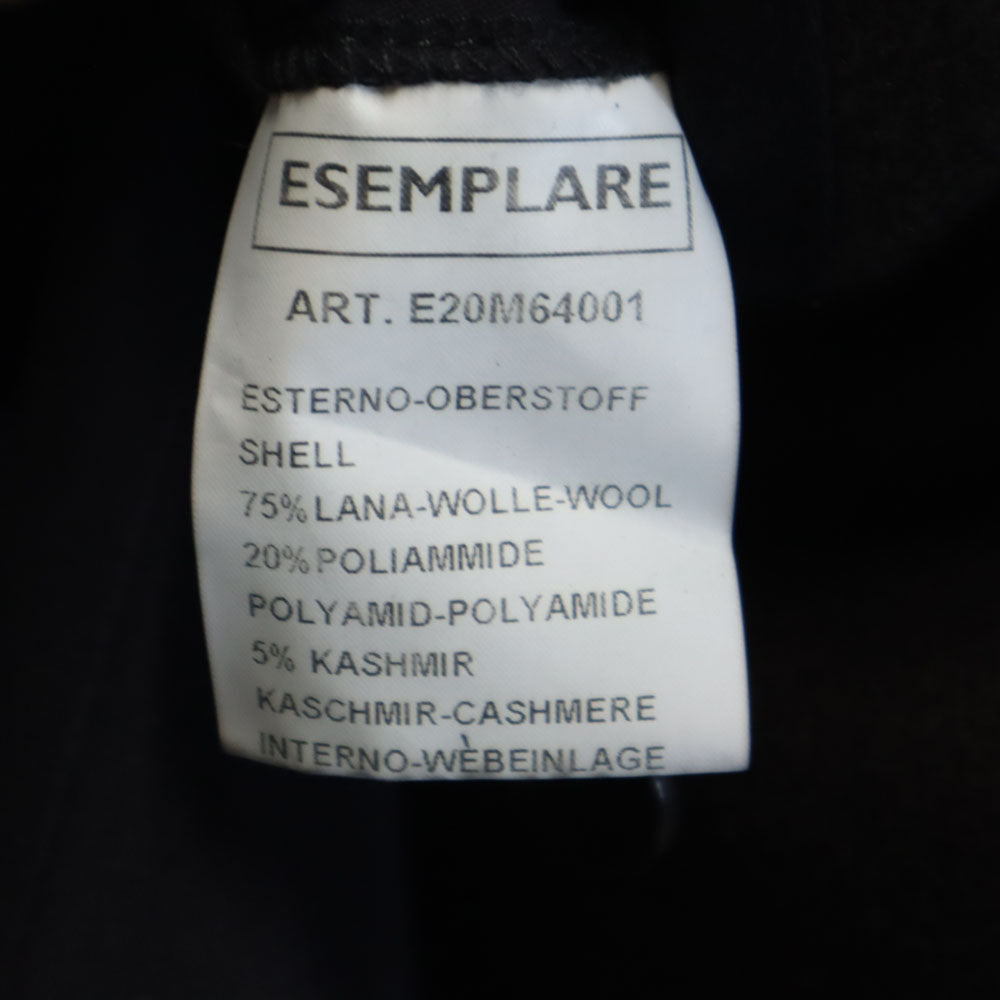 ESEMPLARE
ART. E20M64001
ESTERNO-OBERSTOFF
SHELL
75% LANA-WOLLE-WOOL
20% POLIAMMIDE
POLYAMID-POLYAMIDE
5% KASHMIR
KASCHMIR-CASHMERE
INTERNO-WEBEINLAGE